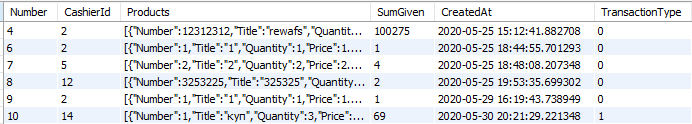 Number CashierId Products SumGiven CreatedAt TransactionType
4 2 [{"Number":12312312,"Title":"rewafs","Quantit... 100275 2020-05-25 15:12:41.882708 0
6 2 [{"Number":1,"Title":"1","Quantity":1,"Price":1.... 1 2020-05-25 18:44:55.701293 0
7 5 [{"Number":2,"Title":"2","Quantity":2,"Price":2.... 4 2020-05-25 18:48:08.207348 0
8 12 [{"Number":3253225,"Title":"325325","Quantity... 2 2020-05-25 19:53:35.699302 0
9 2 [{"Number":1,"Title":"1","Quantity":1,"Price":1.... 1 2020-05-29 16:19:43.738949 0
10 14 [{"Number":1,"Title":"куп","Quantity":3,"Price":... 69 2020-05-30 20:21:29.221348 1